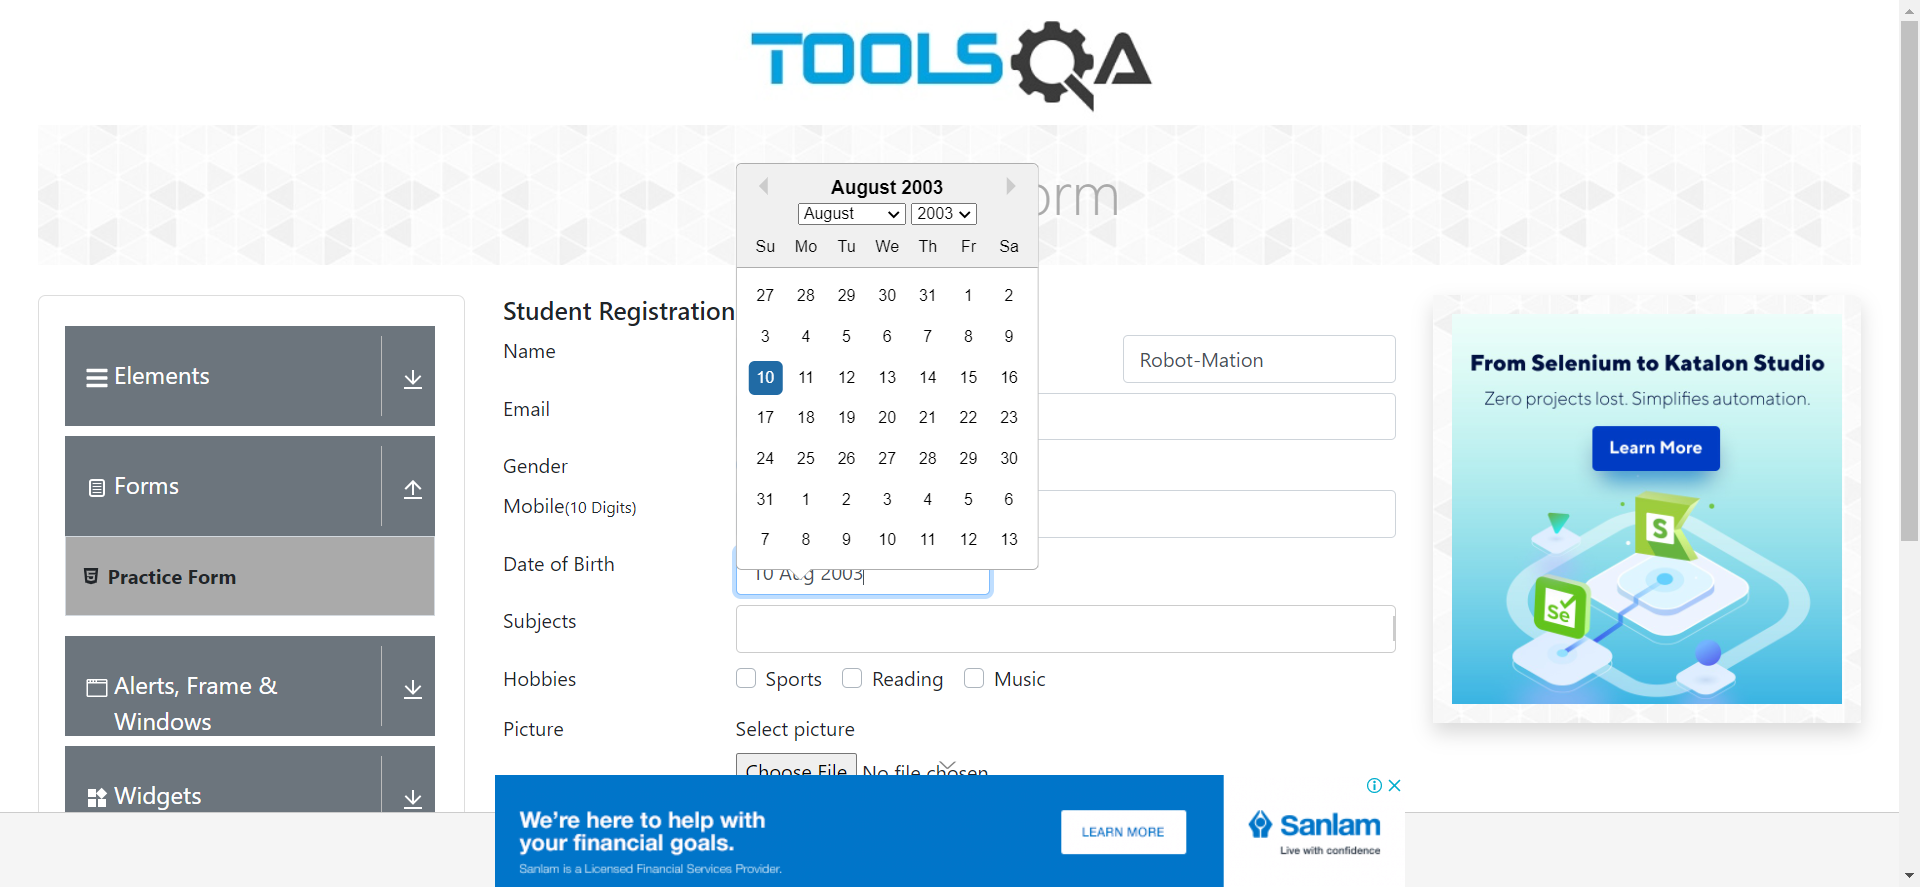 TOOLSQA
orm
August 2003
August 2003
Su Mo Tu We Th Fr Sa
27 28 29 30 31 1 2
3 4 5 6 7 8 9
10 11 12 13 14 15 16
17 18 19 20 21 22 23
24 25 26 27 28 29 30
31 1 2 3 4 5 6
7 8 9 10 11 12 13
Elements
Forms
Practice Form
Alerts, Frame &
Windows
Widgets
Student Registration
Name
Robot-Mation
Email
Gender
Mobile(10 Digits)
Date of Birth
10 Aug 2003
Subjects
Hobbies
Sports Reading Music
Picture
Select picture
Choose File No file chosen
From Selenium to Katalon Studio
Zero projects lost. Simplifies automation.
Learn More
S
Se
We're here to help with
your financial goals.
Sanlam is a Licensed Financial Services Provider.
LEARN MORE
Sanlam
Live with confidence